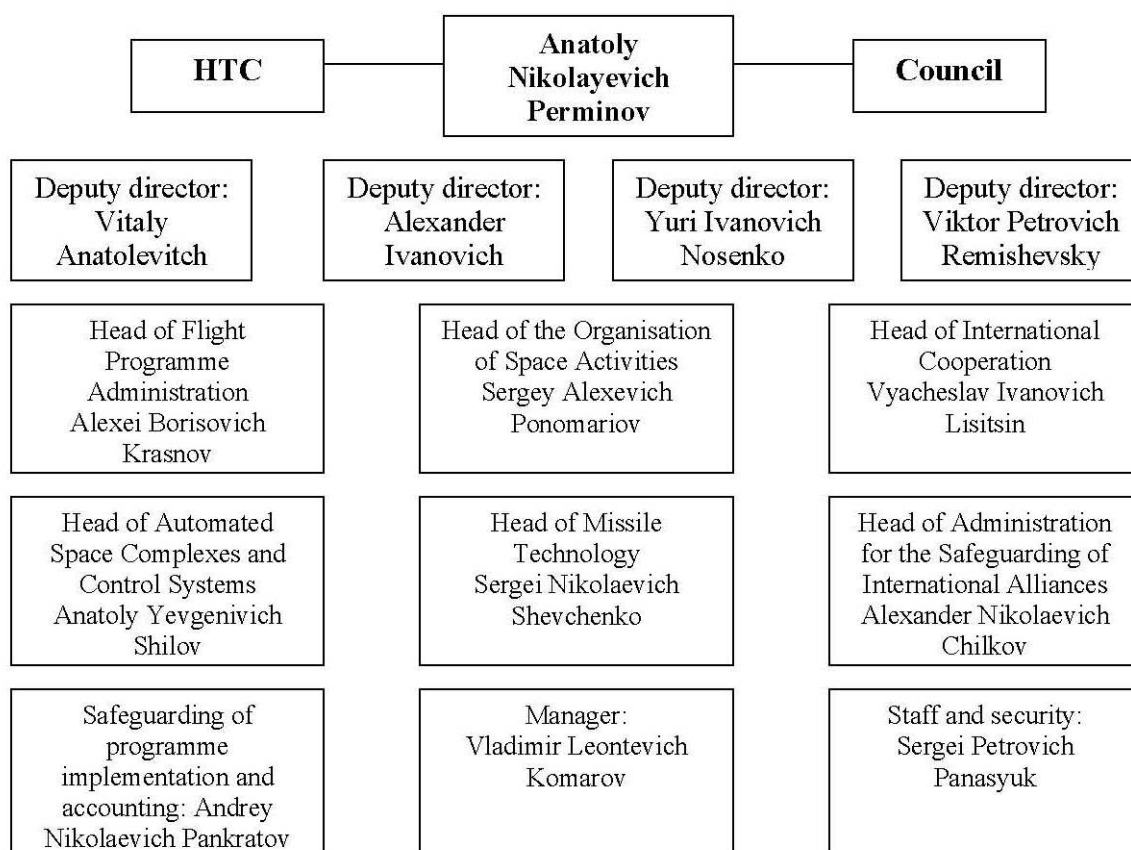 HTC
Anatoly
Nikolayevich
Perminov
Council
Deputy director:
Vitaly
Anatolevitch
Deputy director:
Alexander
Ivanovich
Deputy director:
Yuri Ivanovich
Nosenko
Deputy director:
Viktor Petrovich
Remishevsky
Head of Flight
Programme
Administration
Alexei Borisovich
Krasnov
Head of the Organisation
of Space Activities
Sergey Alexevich
Ponomariov
Head of International
Cooperation
Vyacheslav Ivanovich
Lisitsin
Head of Automated
Space Complexes and
Control Systems
Anatoly Yevgenivich
Shilov
Head of Missile
Technology
Sergei Nikolaevich
Shevchenko
Head of Administration
for the Safeguarding of
International Alliances
Alexander Nikolaevich
Chilkov
Safeguarding of
programme
implementation and
accounting: Andrey
Nikolaevich Pankratov
Manager:
Vladimir Leontevich
Komarov
Staff and security:
Sergei Petrovich
Panasyuk